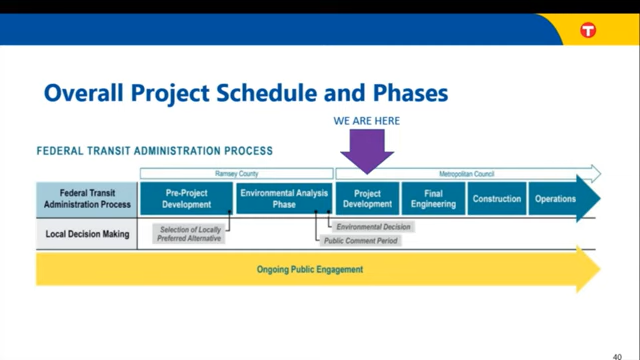 T
Overall Project Schedule and Phases
WE ARE HERE
FEDERAL TRANSIT ADMINISTRATION PROCESS
Ramsey County
Metropolitan Council
Federal Transit
Administration Process
Pre-Project
Development
Environmental Analysis
Phase
Project
Development
Final
Engineering
Construction
Operations
Local Decision Making
Selection of Locally
Preferred Alternative
Environmental Decision
Public Comment Period
Ongoing Public Engagement
40